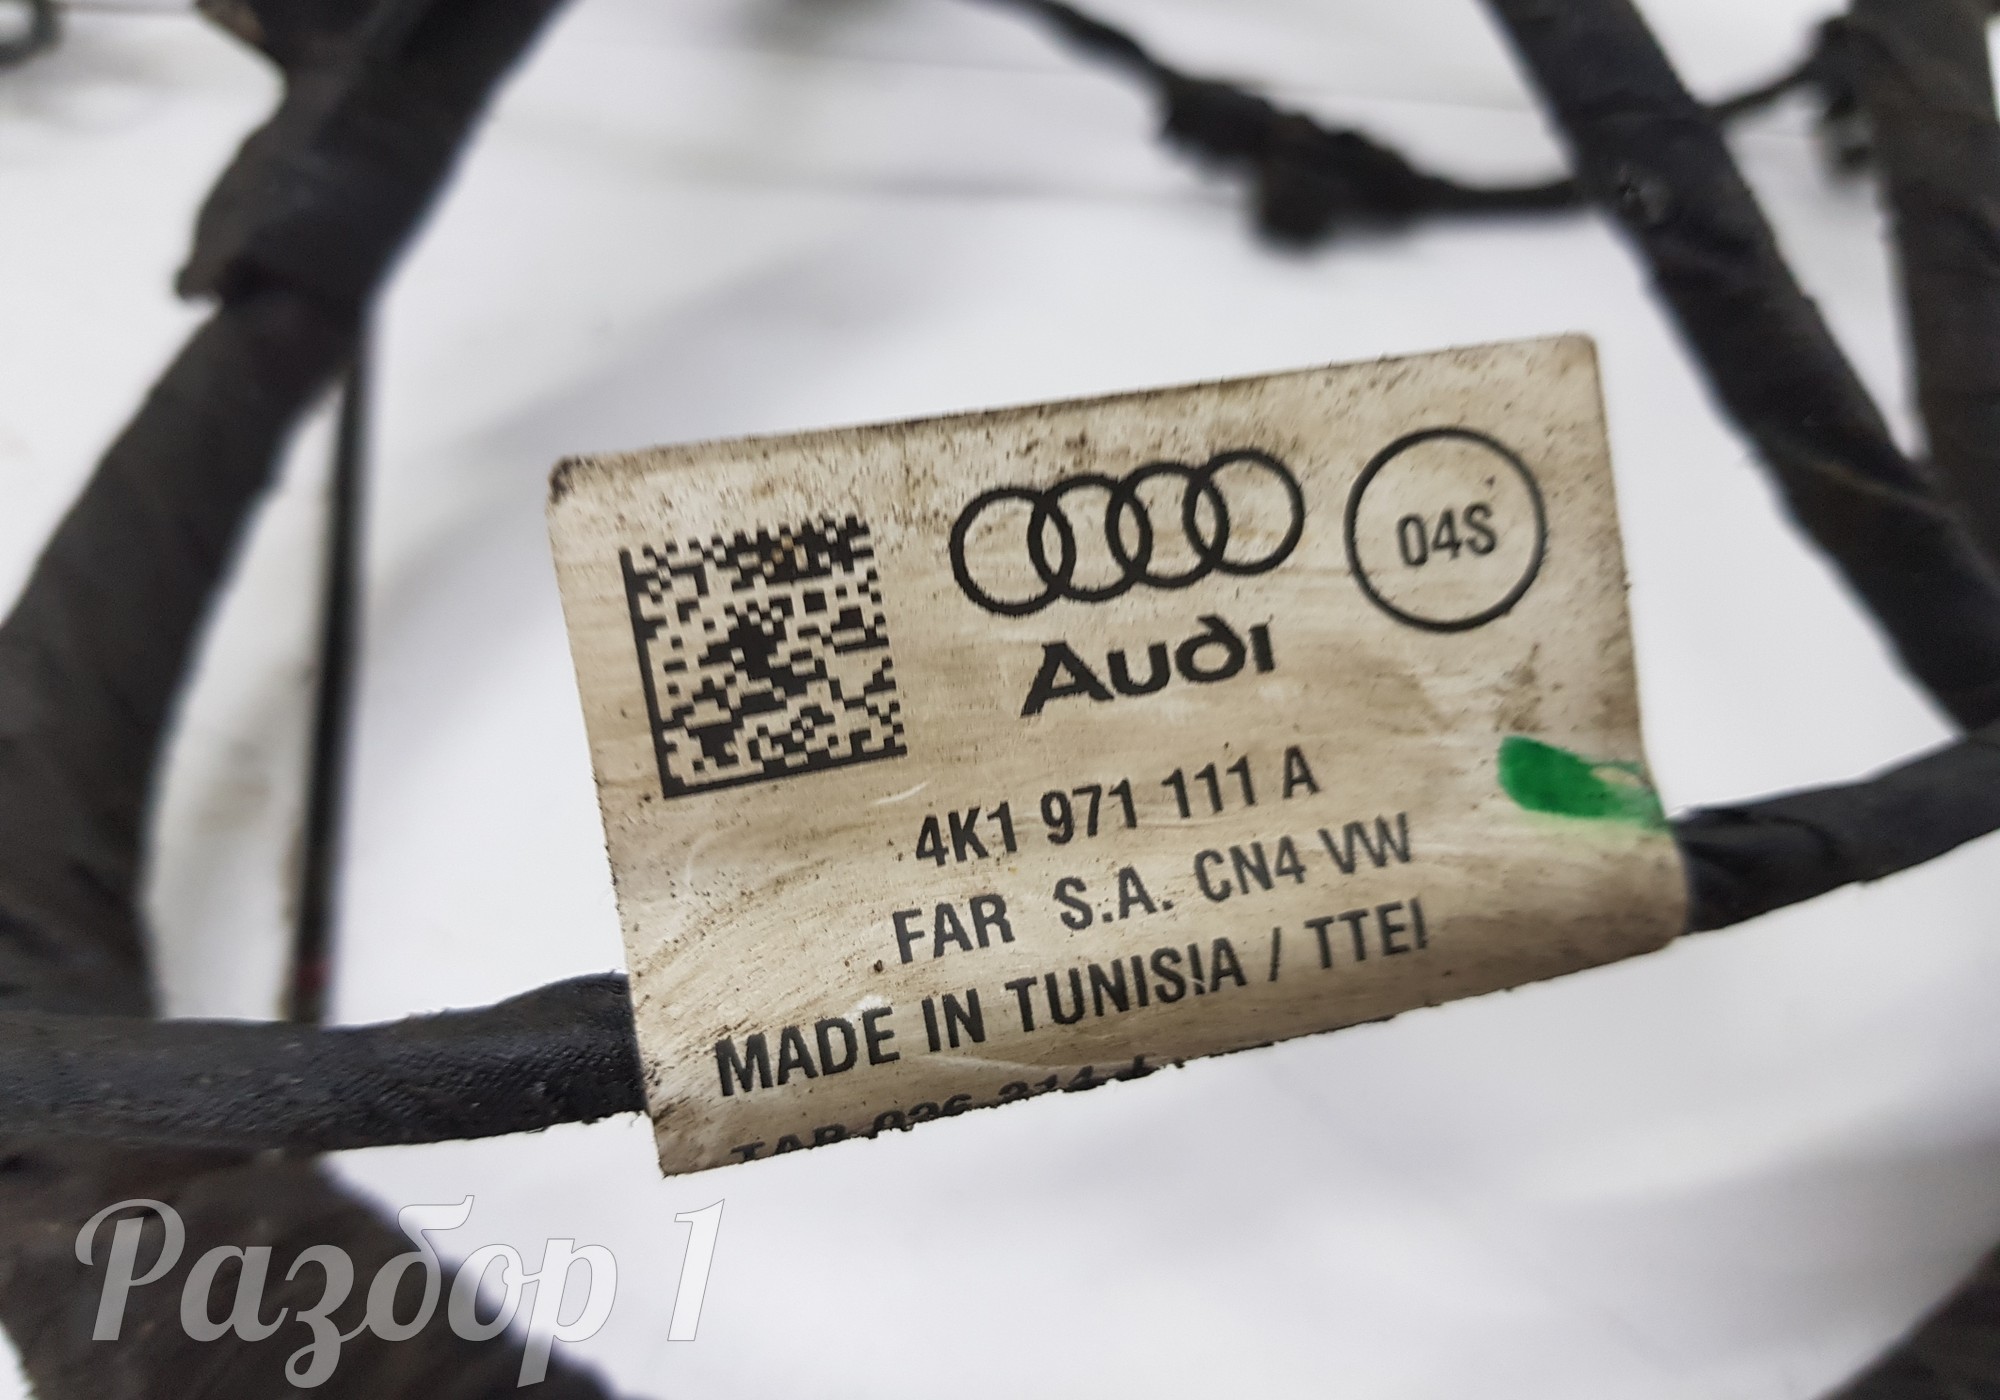 04S
Audi
4K1 971 111 A
FAR S.A. CN4 VW
MADE IN TUNISIA / TTEI
Разбор 1